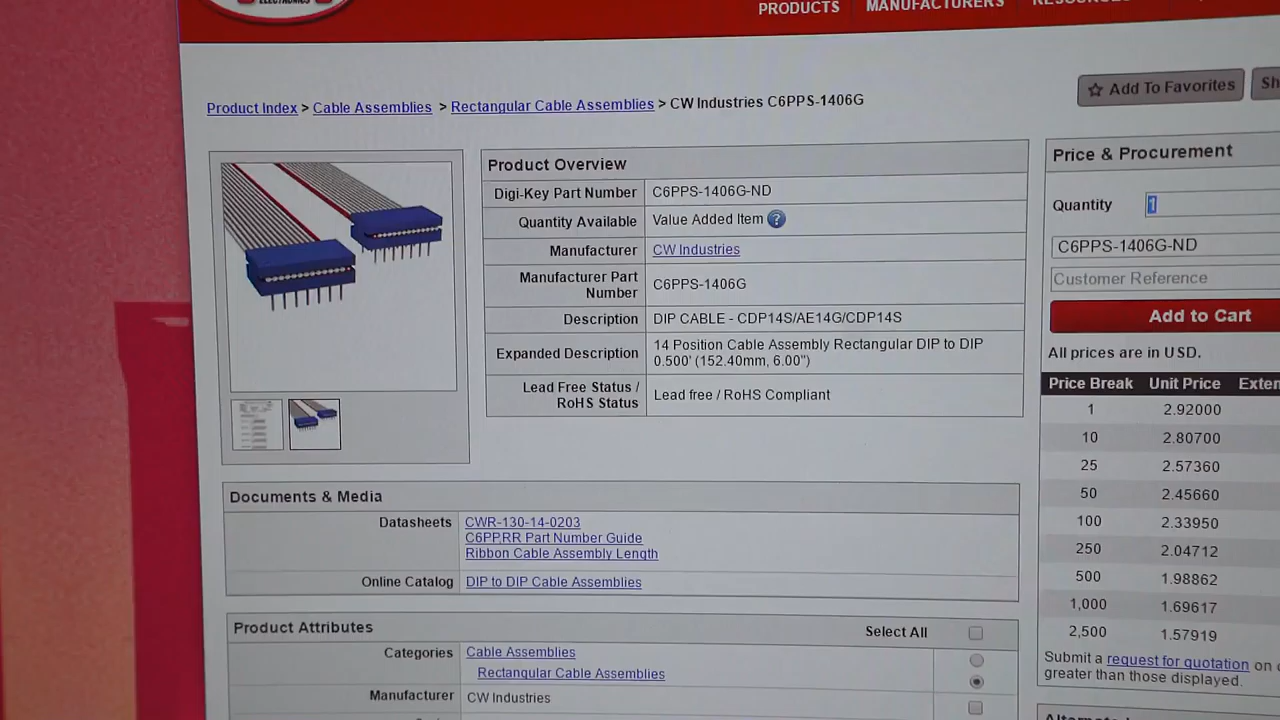 ELECTRONICS
PRODUCTS
MANUFACTURERS
Product Index > Cable Assemblies > Rectangular Cable Assemblies > CW Industries C6PPS-1406G
Add To Favorites
Sh
Product Overview
Digi-Key Part Number C6PPS-1406G-ND
Quantity Available Value Added Item ?
Manufacturer CW Industries
Manufacturer Part
Number C6PPS-1406G
Description DIP CABLE - CDP14S/AE14G/CDP14S
Expanded Description 14 Position Cable Assembly Rectangular DIP to DIP
0.500' (152.40mm, 6.00")
Lead Free Status /
RoHS Status Lead free / RoHS Compliant
Price & Procurement
Quantity 1
C6PPS-1406G-ND
Customer Reference
Add to Cart
All prices are in USD.
Price Break Unit Price Exten
1 2.92000
10 2.80700
25 2.57360
50 2.45660
100 2.33950
250 2.04712
500 1.98862
1,000 1.69617
2,500 1.57919
Submit a request for quotation on
greater than those displayed.
Documents & Media
Datasheets CWR-130-14-0203
C6PP,RR Part Number Guide
Ribbon Cable Assembly Length
Online Catalog DIP to DIP Cable Assemblies
Product Attributes Select All
Categories Cable Assemblies
Rectangular Cable Assemblies
Manufacturer CW Industries